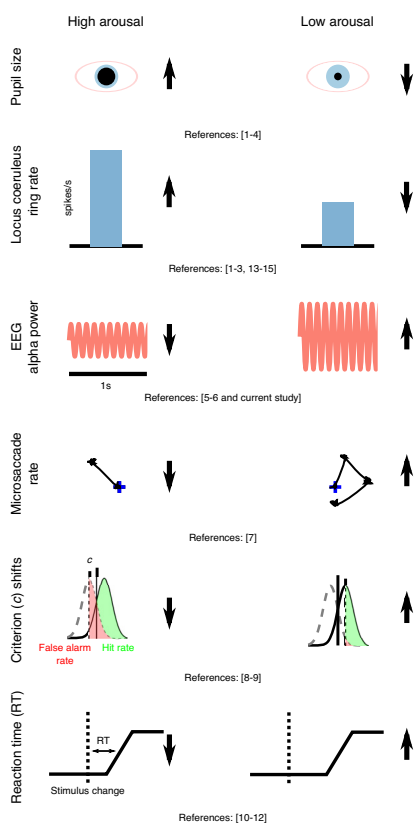 High arousal
Low arousal
Pupil size
References: [1-4]
Locus coeruleus
ring rate
spikes/s
References: [1-3, 13-15]
EEG
alpha power
1s
References: [5-6 and current study]
Microsaccade
rate
References: [7]
Criterion (c) shifts
c
False alarm
rate
Hit rate
References: [8-9]
Reaction time (RT)
RT
Stimulus change
References: [10-12]